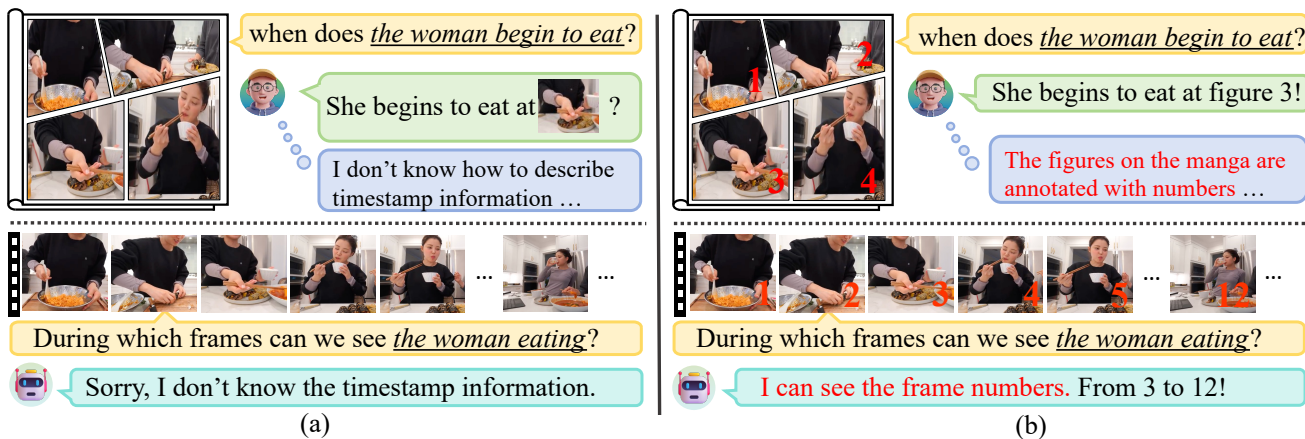 when does the woman begin to eat?
She begins to eat at ?
I don't know how to describe
timestamp information ...
... ...
During which frames can we see the woman eating?
Sorry, I don't know the timestamp information.
(a)
when does the woman begin to eat?
1 2
3 4
She begins to eat at figure 3!
The figures on the manga are
annotated with numbers ...
1 2 3 4 5 ... 12 ...
During which frames can we see the woman eating?
I can see the frame numbers. From 3 to 12!
(b)